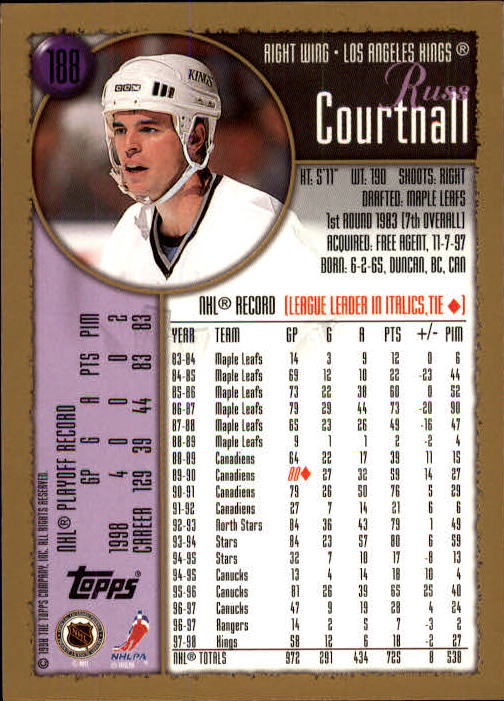 188
RIGHT WING • LOS ANGELES KINGS ®
Russ
Courtnall
KINGS
CCM
HT: 5'11" WT: 190 SHOOTS: RIGHT
DRAFTED: MAPLE LEAFS
1st ROUND 1983 (7th OVERALL)
ACQUIRED: FREE AGENT, 11-7-97
BORN: 6-2-65, DUNCAN, BC, CAN
NHL® RECORD (LEAGUE LEADER IN ITALICS,TIE ♦)
YEAR TEAM GP G A PTS +/- PIM
83-84 Maple Leafs 14 3 9 12 0 6
84-85 Maple Leafs 69 12 10 22 -23 44
85-86 Maple Leafs 73 22 38 60 0 52
86-87 Maple Leafs 79 29 44 73 -20 90
87-88 Maple Leafs 65 23 26 49 -16 47
88-89 Maple Leafs 9 1 1 2 -2 4
88-89 Canadiens 64 22 17 39 11 15
89-90 Canadiens 80♦ 27 32 59 14 27
90-91 Canadiens 79 26 50 76 5 29
91-92 Canadiens 27 7 14 21 6 6
92-93 North Stars 84 36 43 79 1 49
93-94 Stars 84 23 57 80 6 59
94-95 Stars 32 7 10 17 -8 13
94-95 Canucks 13 4 14 18 10 4
95-96 Canucks 81 26 39 65 25 40
96-97 Canucks 47 9 19 28 4 24
96-97 Rangers 14 2 5 7 -3 2
97-98 Kings 58 12 6 18 -2 27
NHL® TOTALS 972 291 434 725 8 538
NHL® PLAYOFF RECORD
GP G A PTS PIM
1998 4 0 0 0 2
CAREER 129 39 44 83 83
© 1998 THE TOPPS COMPANY, INC. ALL RIGHTS RESERVED.
topps
NHLPA